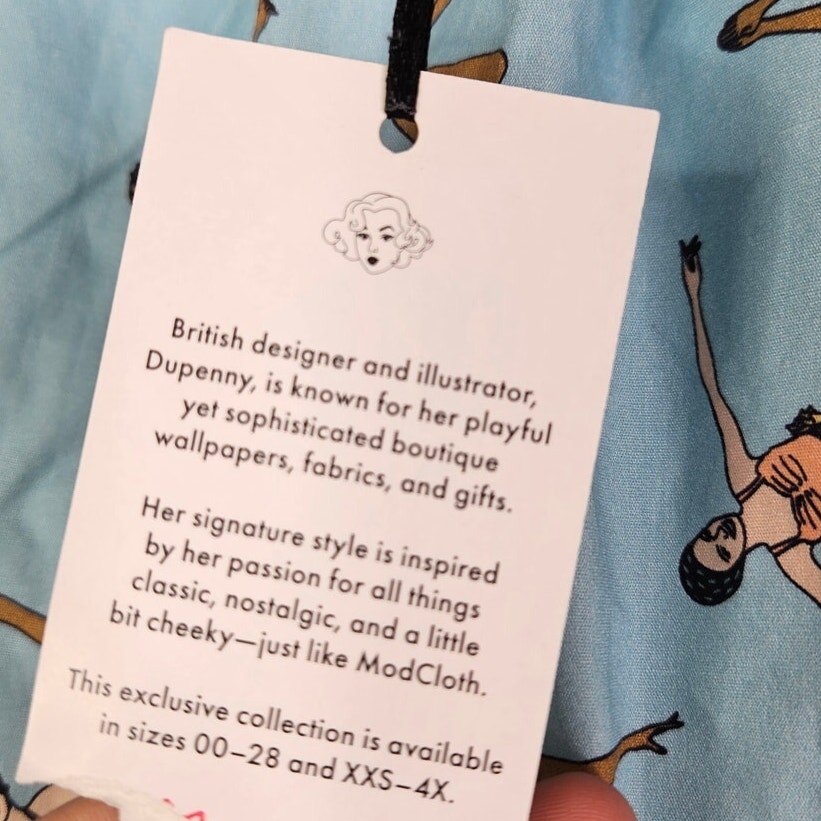 British designer and illustrator,
Dupenny, is known for her playful
yet sophisticated boutique
wallpapers, fabrics, and gifts.
Her signature style is inspired
by her passion for all things
classic, nostalgic, and a little
bit cheeky—just like ModCloth.
This exclusive collection is available
in sizes 00–28 and XXS–4X.